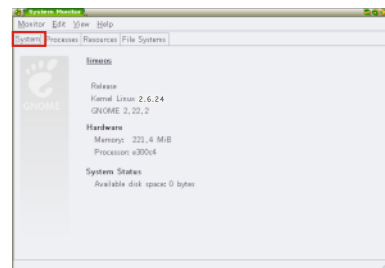 System Monitor
Monitor Edit View Help
System Processes Resources File Systems
GNOME
limeos
Release
Kernel Linux 2.6.24
GNOME 2.22.2
Hardware
Memory: 221.4 MiB
Processor: e300c4
System Status
Available disk space: 0 bytes